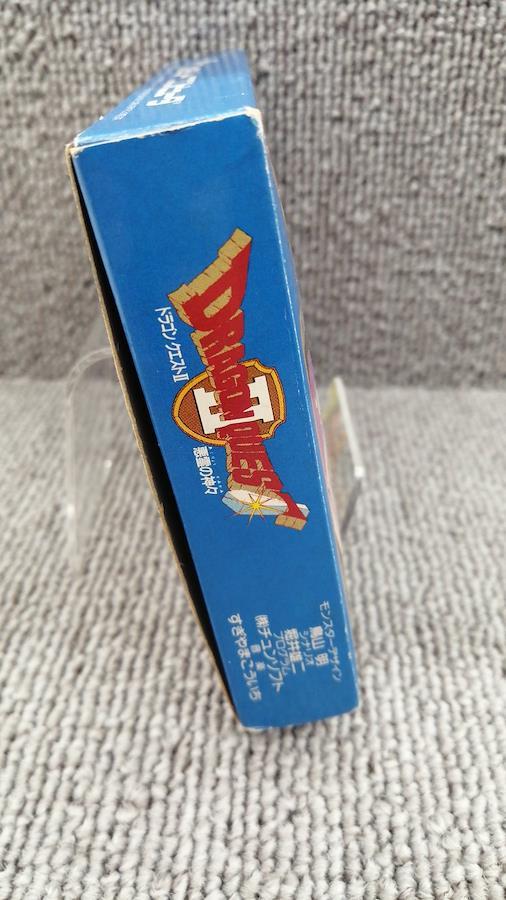 ドラゴンクエストII
DRAGON QUEST
II
悪霊の神々
モンスターデザイン
鳥山 明
シナリオ
堀井雄二
プログラム
㈱チュンソフト
音楽
すぎやまこういち